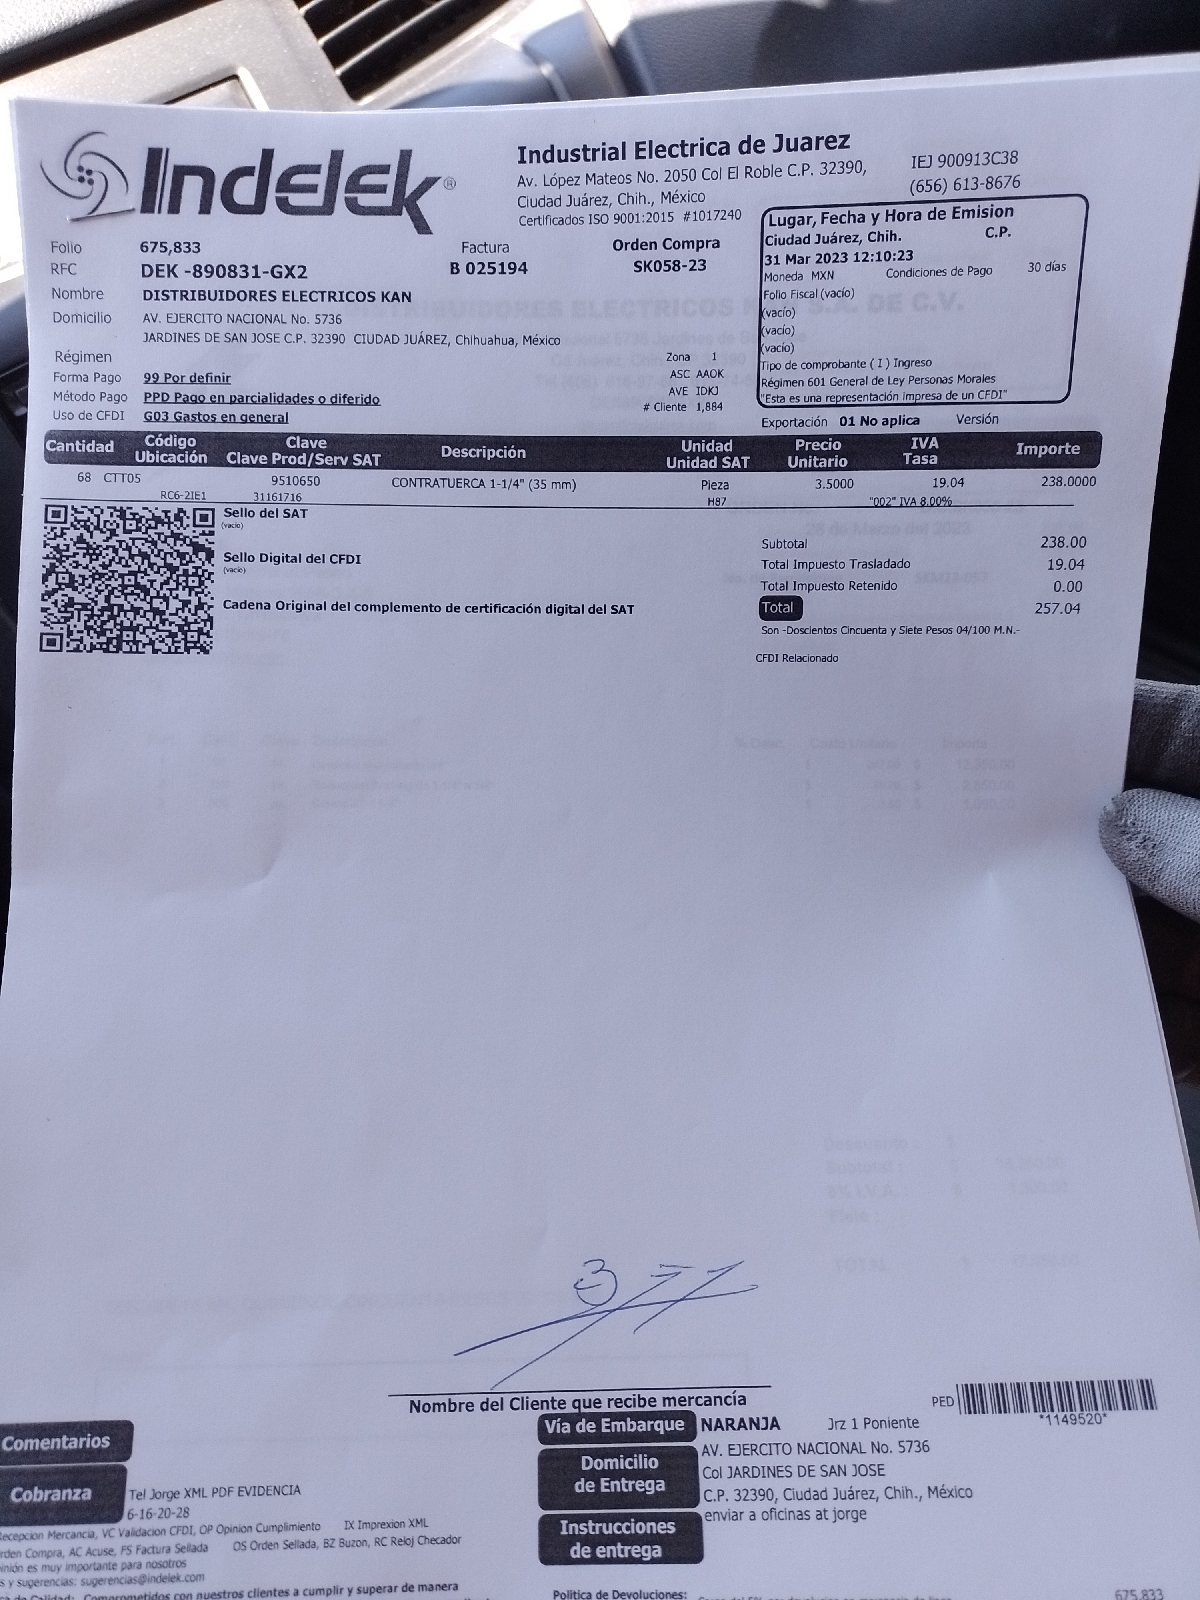 Indelek®
Industrial Electrica de Juarez
Av. López Mateos No. 2050 Col El Roble C.P. 32390,
Ciudad Juárez, Chih., México
Certificados ISO 9001:2015 #1017240
IEJ 900913C38
(656) 613-8676
Folio 675,833
Factura
B 025194
Orden Compra
SK058-23
RFC DEK -890831-GX2
Nombre DISTRIBUIDORES ELECTRICOS KAN
Domicilio AV. EJERCITO NACIONAL No. 5736
JARDINES DE SAN JOSE C.P. 32390 CIUDAD JUÁREZ, Chihuahua, México
Régimen
Forma Pago 99 Por definir
Método Pago PPD Pago en parcialidades o diferido
Uso de CFDI G03 Gastos en general
Zona 1
ASC AAOK
AVE IDKJ
# Cliente 1,884
Lugar, Fecha y Hora de Emision
Ciudad Juárez, Chih. C.P.
31 Mar 2023 12:10:23
Moneda MXN Condiciones de Pago 30 días
Folio Fiscal (vacío)
(vacío)
(vacío)
(vacío)
Tipo de comprobante ( I ) Ingreso
Régimen 601 General de Ley Personas Morales
"Esta es una representación impresa de un CFDI"
Exportación 01 No aplica Versión
Cantidad Código Ubicación Clave Clave Prod/Serv SAT Descripción Unidad Unidad SAT Precio Unitario IVA Tasa Importe
68 CTT05 9510650 CONTRATUERCA 1-1/4" (35 mm) Pieza 3.5000 19.04 238.0000
RC6-2IE1 31161716 H87 "002" IVA 8.00%
Sello del SAT
(vacío)
Sello Digital del CFDI
(vacío)
Cadena Original del complemento de certificación digital del SAT
Subtotal 238.00
Total Impuesto Trasladado 19.04
Total Impuesto Retenido 0.00
Total 257.04
Son -Doscientos Cincuenta y Siete Pesos 04/100 M.N.-
CFDI Relacionado
Nombre del Cliente que recibe mercancía
PED
*1149520*
Vía de Embarque NARANJA Jrz 1 Poniente
Domicilio de Entrega
AV. EJERCITO NACIONAL No. 5736
Col JARDINES DE SAN JOSE
C.P. 32390, Ciudad Juárez, Chih., México
Instrucciones de entrega
enviar a oficinas at jorge
Comentarios
Cobranza
Tel Jorge XML PDF EVIDENCIA
6-16-20-28
Mercancia, VC Validacion CFDI, OP Opinion Cumplimiento IX Imprexion XML
Compra, AC Acuse, FS Factura Sellada OS Orden Sellada, BZ Buzon, RC Reloj Checador
es muy importante para nosotros
y sugerencias: sugerencias@indelek.com
Comprometidos con nuestros clientes a cumplir y superar de manera
Política de Devoluciones:
675,833